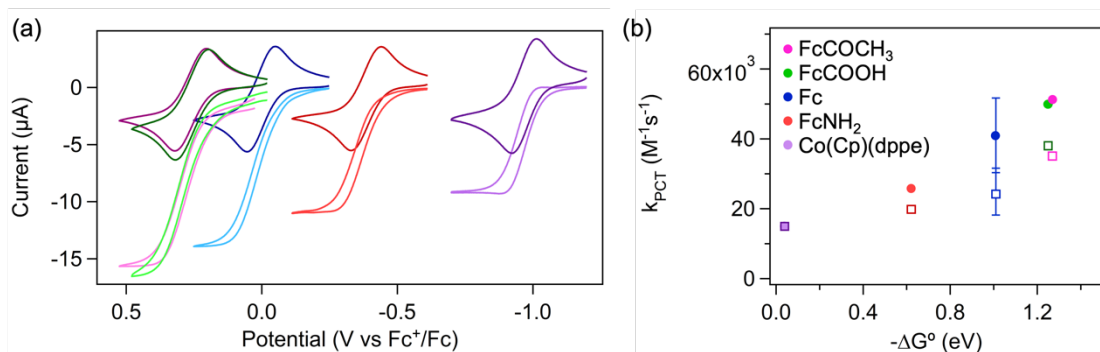 (a)
0
-5
-10
-15
Current (µA)
0.5
0.0
-0.5
-1.0
Potential (V vs Fc⁺/Fc)
(b)
FcCOCH₃
FcCOOH
Fc
FcNH₂
Co(Cp)(dppe)
60x10³
40
20
0
k_PCT (M⁻¹s⁻¹)
0.0
0.4
0.8
1.2
-ΔGº (eV)